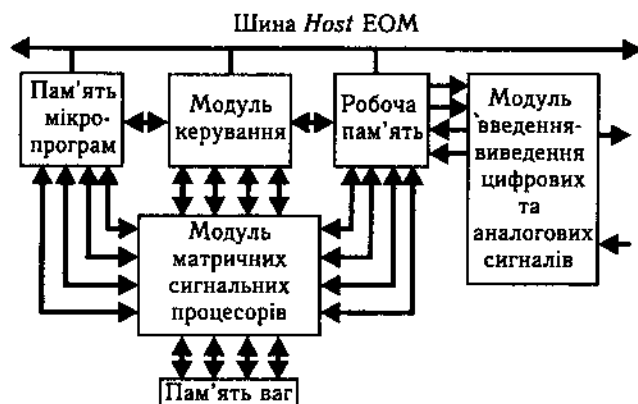 Шина Host ЕОМ
Пам'ять
мікро-
програм
Модуль
керування
Робоча
пам'ять
Модуль
введення-
виведення
цифрових
та
аналогових
сигналів
Модуль
матричних
сигнальних
процесорів
Пам'ять ваг